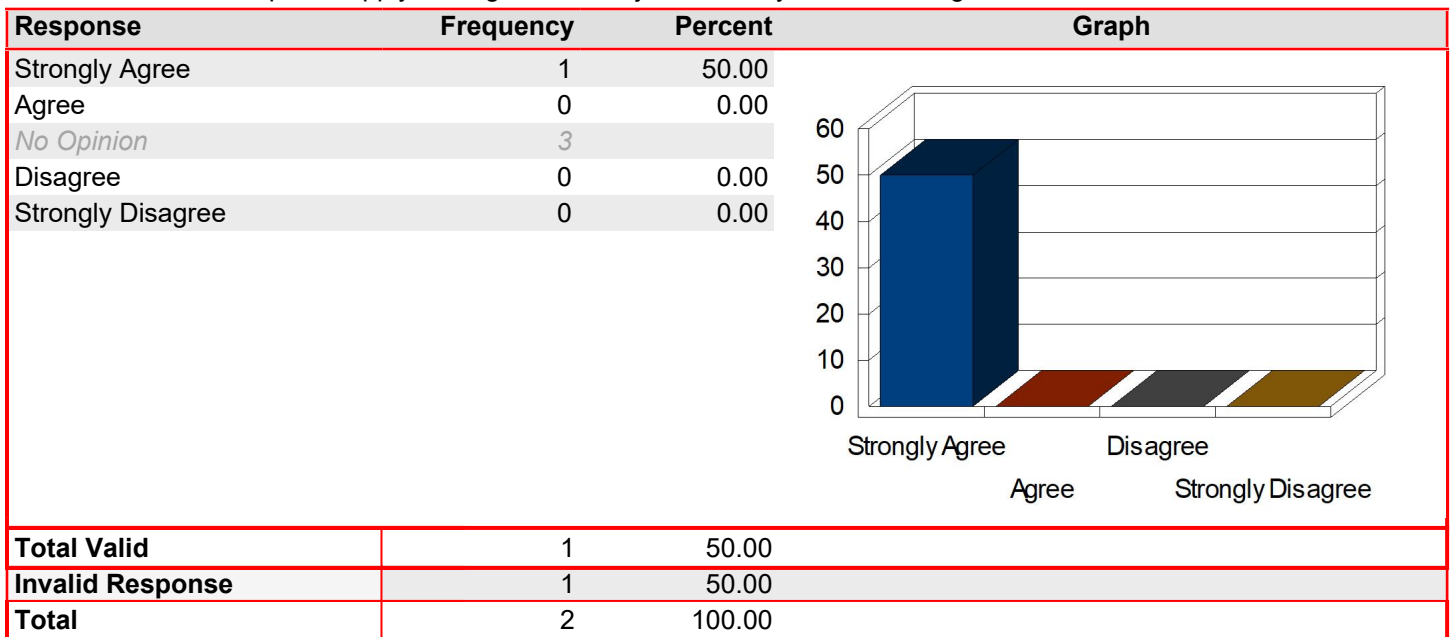 Response Frequency Percent Graph
Strongly Agree 1 50.00
Agree 0 0.00
No Opinion 3
Disagree 0 0.00
Strongly Disagree 0 0.00
60
50
40
30
20
10
0
Strongly Agree Disagree
Agree Strongly Disagree
Total Valid 1 50.00
Invalid Response 1 50.00
Total 2 100.00